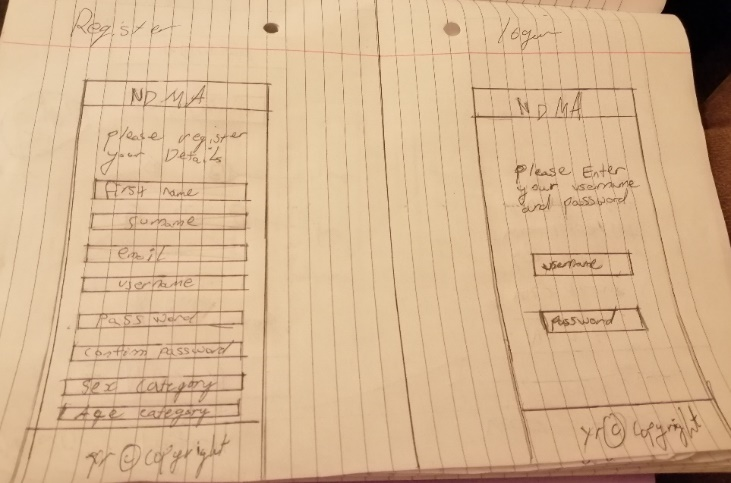 Register
NDMA
please register
your Details
first name
surname
email
username
Password
Confirm password
Sex Category
Age category
yr © copyright
login
NDMA
please Enter
your username
and password
username
password
yr © copyright